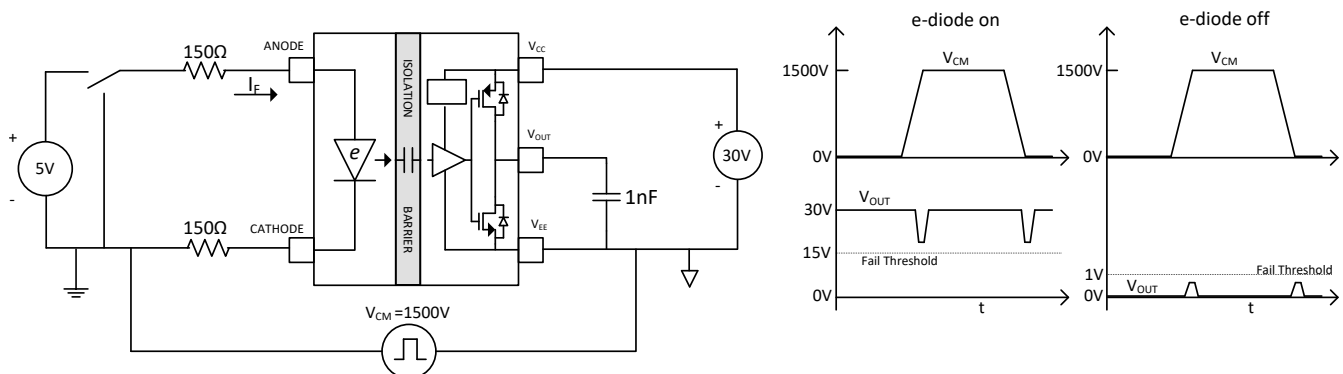 150Ω
ANODE
I_F
+
5V
-
150Ω
CATHODE
e
ISOLATION
BARRIER
V_CC
V_OUT
V_EE
1nF
+
30V
-
V_CM =1500V
e-diode on
1500V
V_CM
0V
V_OUT
30V
15V
Fail Threshold
0V
t
e-diode off
1500V
V_CM
0V
1V
Fail Threshold
V_OUT
0V
t